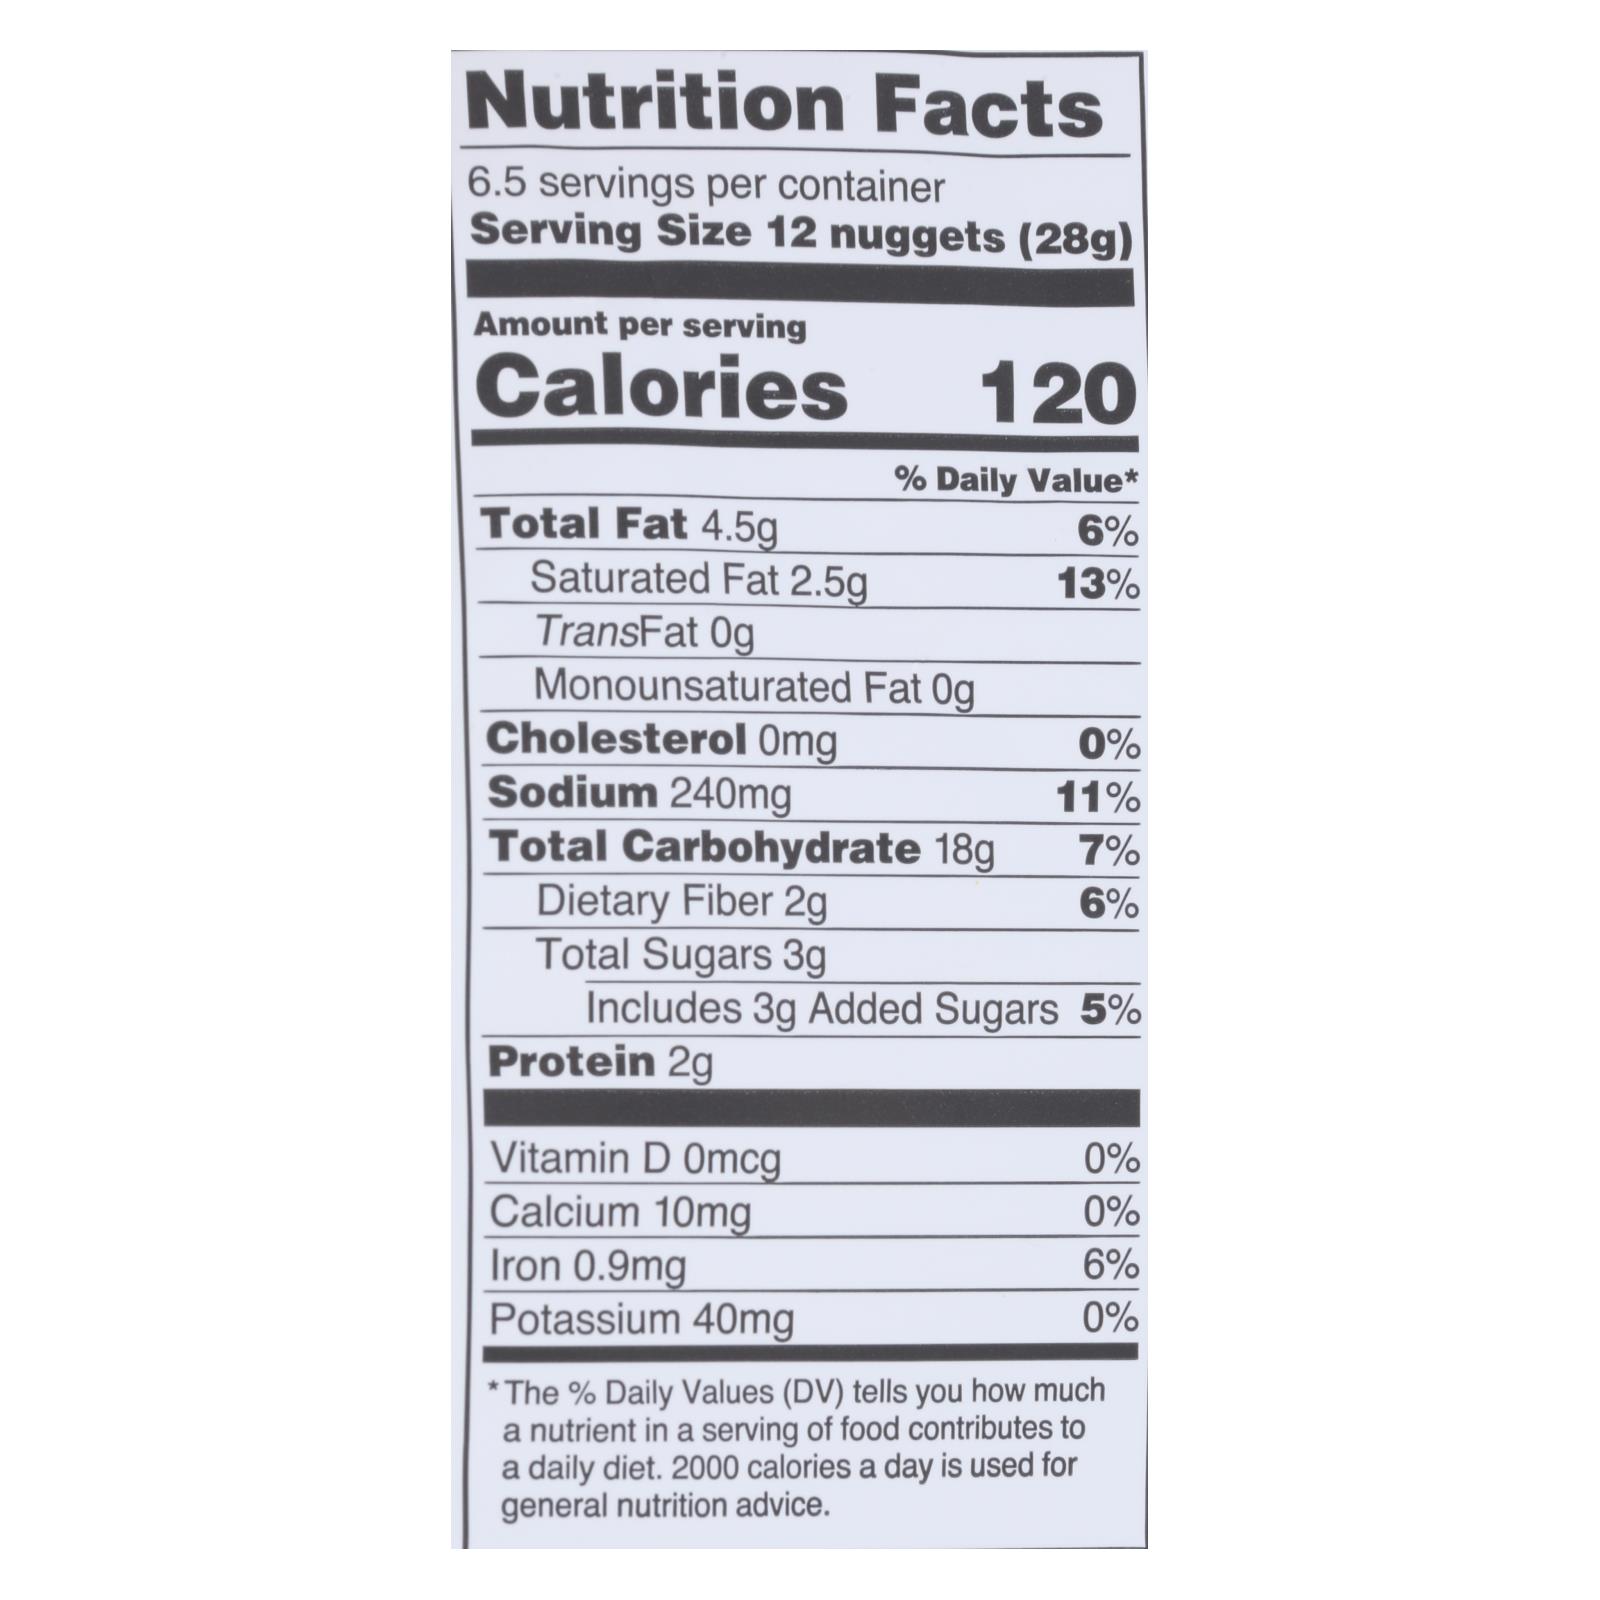 Nutrition Facts
6.5 servings per container
Serving Size 12 nuggets (28g)
Amount per serving
Calories 120
% Daily Value*
Total Fat 4.5g 6%
Saturated Fat 2.5g 13%
TransFat 0g
Monounsaturated Fat 0g
Cholesterol 0mg 0%
Sodium 240mg 11%
Total Carbohydrate 18g 7%
Dietary Fiber 2g 6%
Total Sugars 3g
Includes 3g Added Sugars 5%
Protein 2g
Vitamin D 0mcg 0%
Calcium 10mg 0%
Iron 0.9mg 6%
Potassium 40mg 0%
* The % Daily Values (DV) tells you how much
a nutrient in a serving of food contributes to
a daily diet. 2000 calories a day is used for
general nutrition advice.